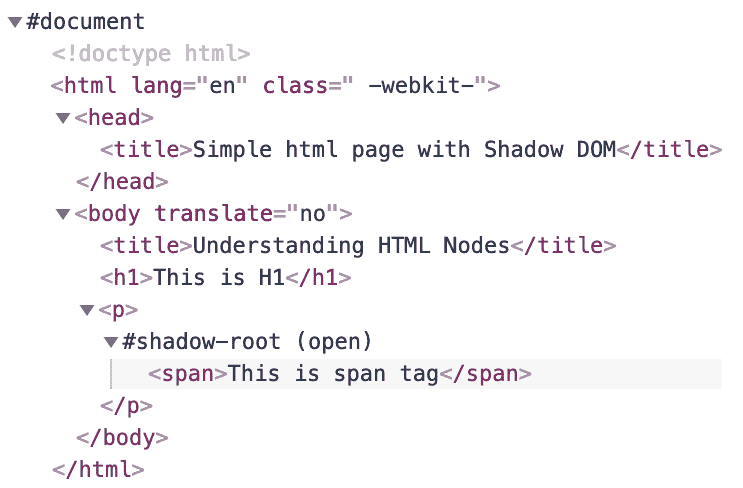 #document
<!doctype html>
<html lang="en" class=" -webkit-">
<head>
<title>Simple html page with Shadow DOM</title>
</head>
<body translate="no">
<title>Understanding HTML Nodes</title>
<h1>This is H1</h1>
<p>
#shadow-root (open)
<span>This is span tag</span>
</p>
</body>
</html>